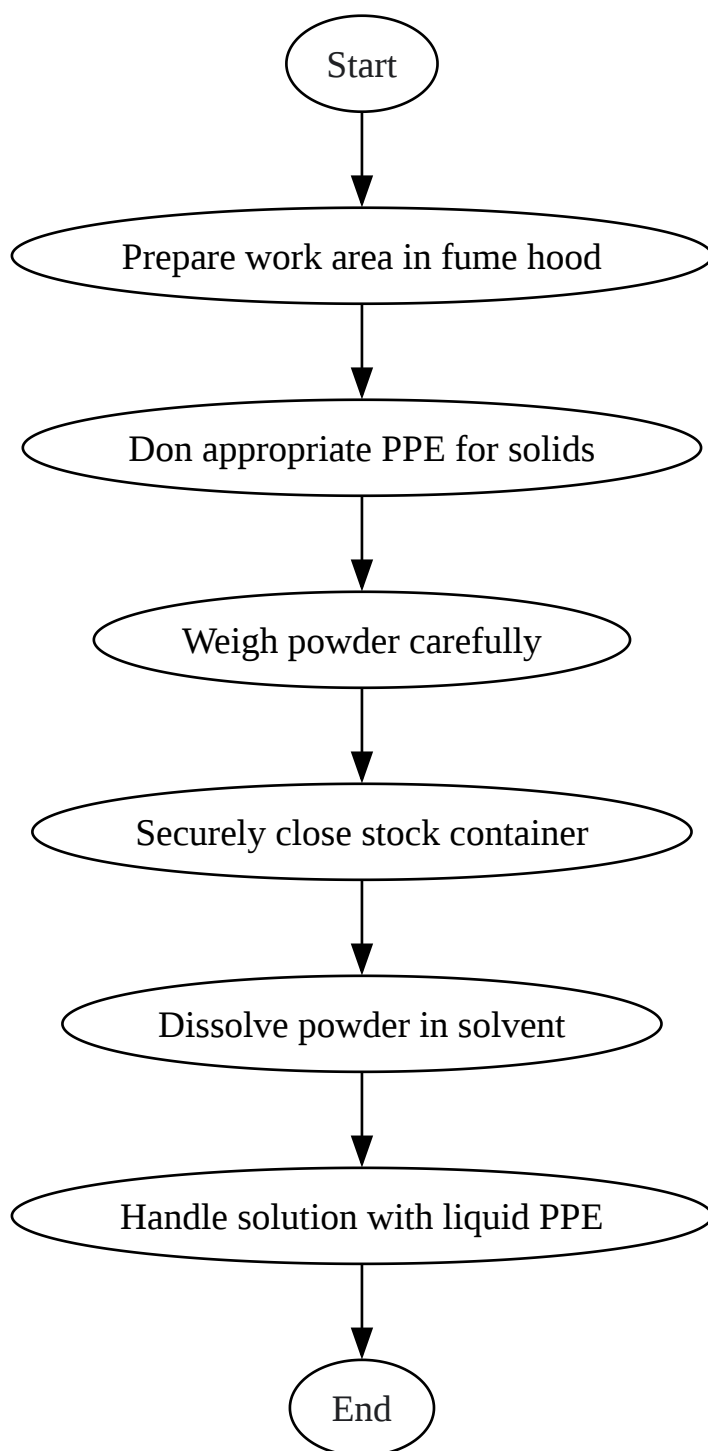 Start
Prepare work area in fume hood
Don appropriate PPE for solids
Weigh powder carefully
Securely close stock container
Dissolve powder in solvent
Handle solution with liquid PPE
End